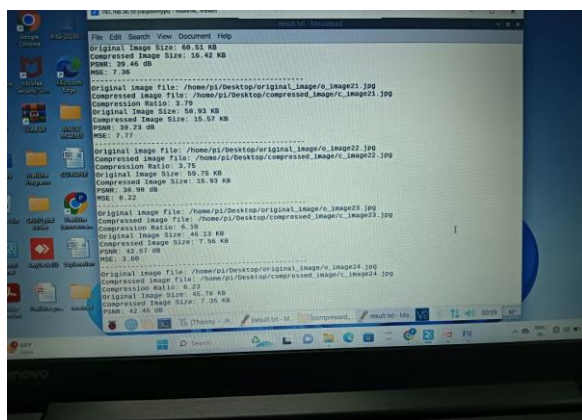 result.txt - Mousepad
File Edit Search View Document Help
Original Image Size: 60.51 KB
Compressed Image Size: 16.42 KB
PSNR: 39.46 dB
MSE: 7.36
Original image file: /home/pi/Desktop/original_image/o_image21.jpg
Compressed image file: /home/pi/Desktop/compressed_image/c_image21.jpg
Compression Ratio: 3.79
Original Image Size: 58.93 KB
Compressed Image Size: 15.57 KB
PSNR: 39.23 dB
MSE: 7.77
Original image file: /home/pi/Desktop/original_image/o_image22.jpg
Compressed image file: /home/pi/Desktop/compressed_image/c_image22.jpg
Compression Ratio: 3.75
Original Image Size: 59.75 KB
Compressed Image Size: 15.93 KB
PSNR: 38.98 dB
MSE: 8.22
Original image file: /home/pi/Desktop/original_image/o_image23.jpg
Compressed image file: /home/pi/Desktop/compressed_image/c_image23.jpg
Compression Ratio: 6.10
Original Image Size: 46.13 KB
Compressed Image Size: 7.56 KB
PSNR: 42.57 dB
MSE: 3.60
Original image file: /home/pi/Desktop/original_image/o_image24.jpg
Compressed image file: /home/pi/Desktop/compressed_image/c_image24.jpg
Compression Ratio: 6.23
Original Image Size: 45.78 KB
Compressed Image Size: 7.35 KB
PSNR: 42.46 dB
Google Chrome
Microsoft Edge
00:59
Search
lenovo